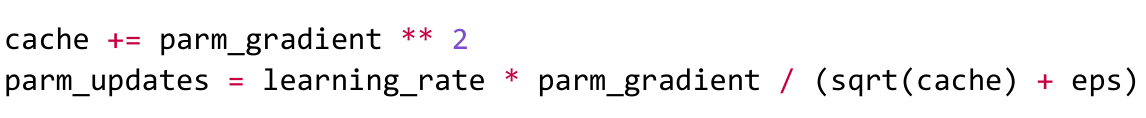 cache += parm_gradient ** 2
parm_updates = learning_rate * parm_gradient / (sqrt(cache) + eps)